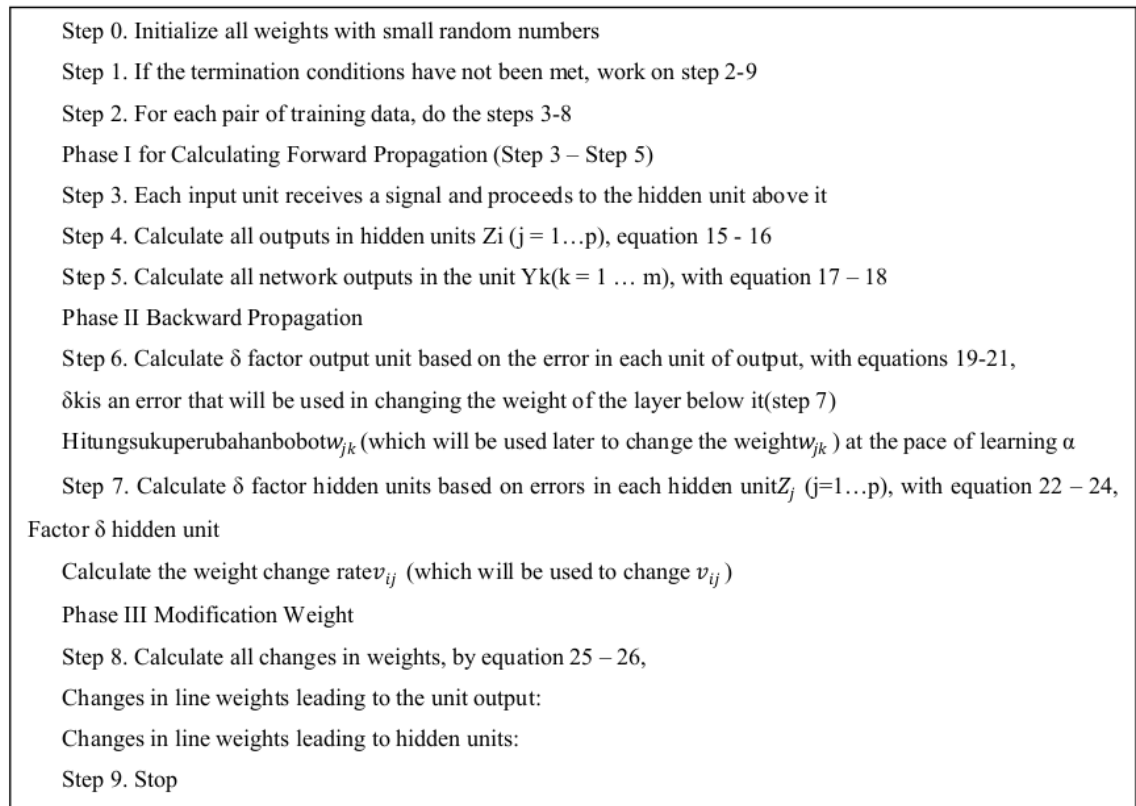 Step 0. Initialize all weights with small random numbers
Step 1. If the termination conditions have not been met, work on step 2-9
Step 2. For each pair of training data, do the steps 3-8
Phase I for Calculating Forward Propagation (Step 3 – Step 5)
Step 3. Each input unit receives a signal and proceeds to the hidden unit above it
Step 4. Calculate all outputs in hidden units Zi (j = 1…p), equation 15 - 16
Step 5. Calculate all network outputs in the unit Yk(k = 1 … m), with equation 17 – 18
Phase II Backward Propagation
Step 6. Calculate δ factor output unit based on the error in each unit of output, with equations 19-21,
δkis an error that will be used in changing the weight of the layer below it(step 7)
Hitungsukuperubahanbobot𝑤𝑗𝑘 (which will be used later to change the weight𝑤𝑗𝑘 ) at the pace of learning α
Step 7. Calculate δ factor hidden units based on errors in each hidden unit𝑍𝑗 (j=1…p), with equation 22 – 24,
Factor δ hidden unit
Calculate the weight change rate𝑣𝑖𝑗 (which will be used to change 𝑣𝑖𝑗 )
Phase III Modification Weight
Step 8. Calculate all changes in weights, by equation 25 – 26,
Changes in line weights leading to the unit output:
Changes in line weights leading to hidden units:
Step 9. Stop